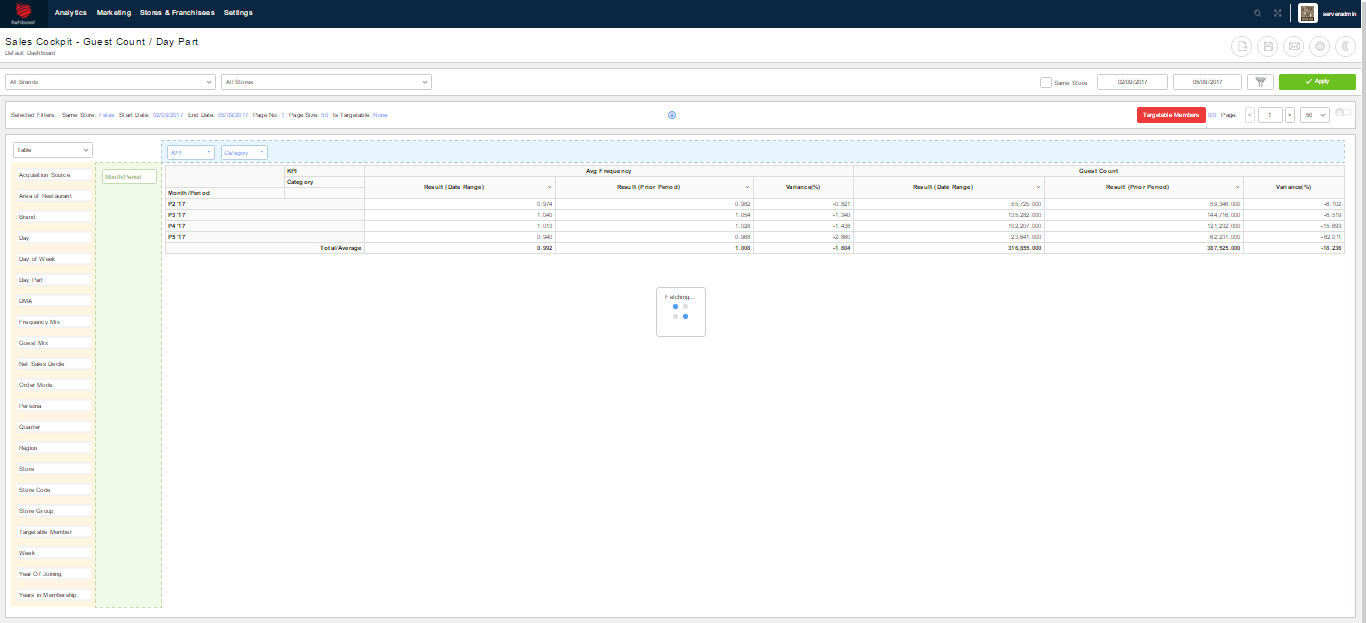 fishbowl Analytics Marketing Stores & Franchisees Settings serveradmin
Sales Cockpit - Guest Count / Day Part
Default Dashboard
All Brands All Stores Same Store 02/09/2017 05/09/2017 Apply
Selected Filters: Same Store: False Start Date: 02/09/2017 End Date: 05/09/2017 Page No: 1 Page Size: 50 Is Targetable: None Targetable Members 0/0 Page: < 1 > 50
Table KPI Category
Acquisition Source
Area of Restaurant
Brand
Day
Day of Week
Day Part
DMA
Frequency Mix
Guest Mix
Net Sales Decile
Order Mode
Persona
Quarter
Region
Store
Store Code
Store Group
Targetable Member
Week
Year Of Joining
Years in Membership
Month/Period
KPI Avg Frequency Guest Count
Category Result (Date Range) Result (Prior Period) Variance(%) Result (Date Range) Result (Prior Period) Variance(%)
Month/Period
P2 '17 0.974 0.982 -0.821 55,725.000 59,346.000 -6.102
P3 '17 1.040 1.054 -1.340 135,282.000 144,716.000 -6.519
P4 '17 1.013 1.028 -1.438 102,207.000 121,232.000 -15.693
P5 '17 0.940 0.968 -2.860 23,641.000 62,231.000 -62.011
Total/Average 0.992 1.008 -1.604 316,855.000 387,525.000 -18.236
Fetching...